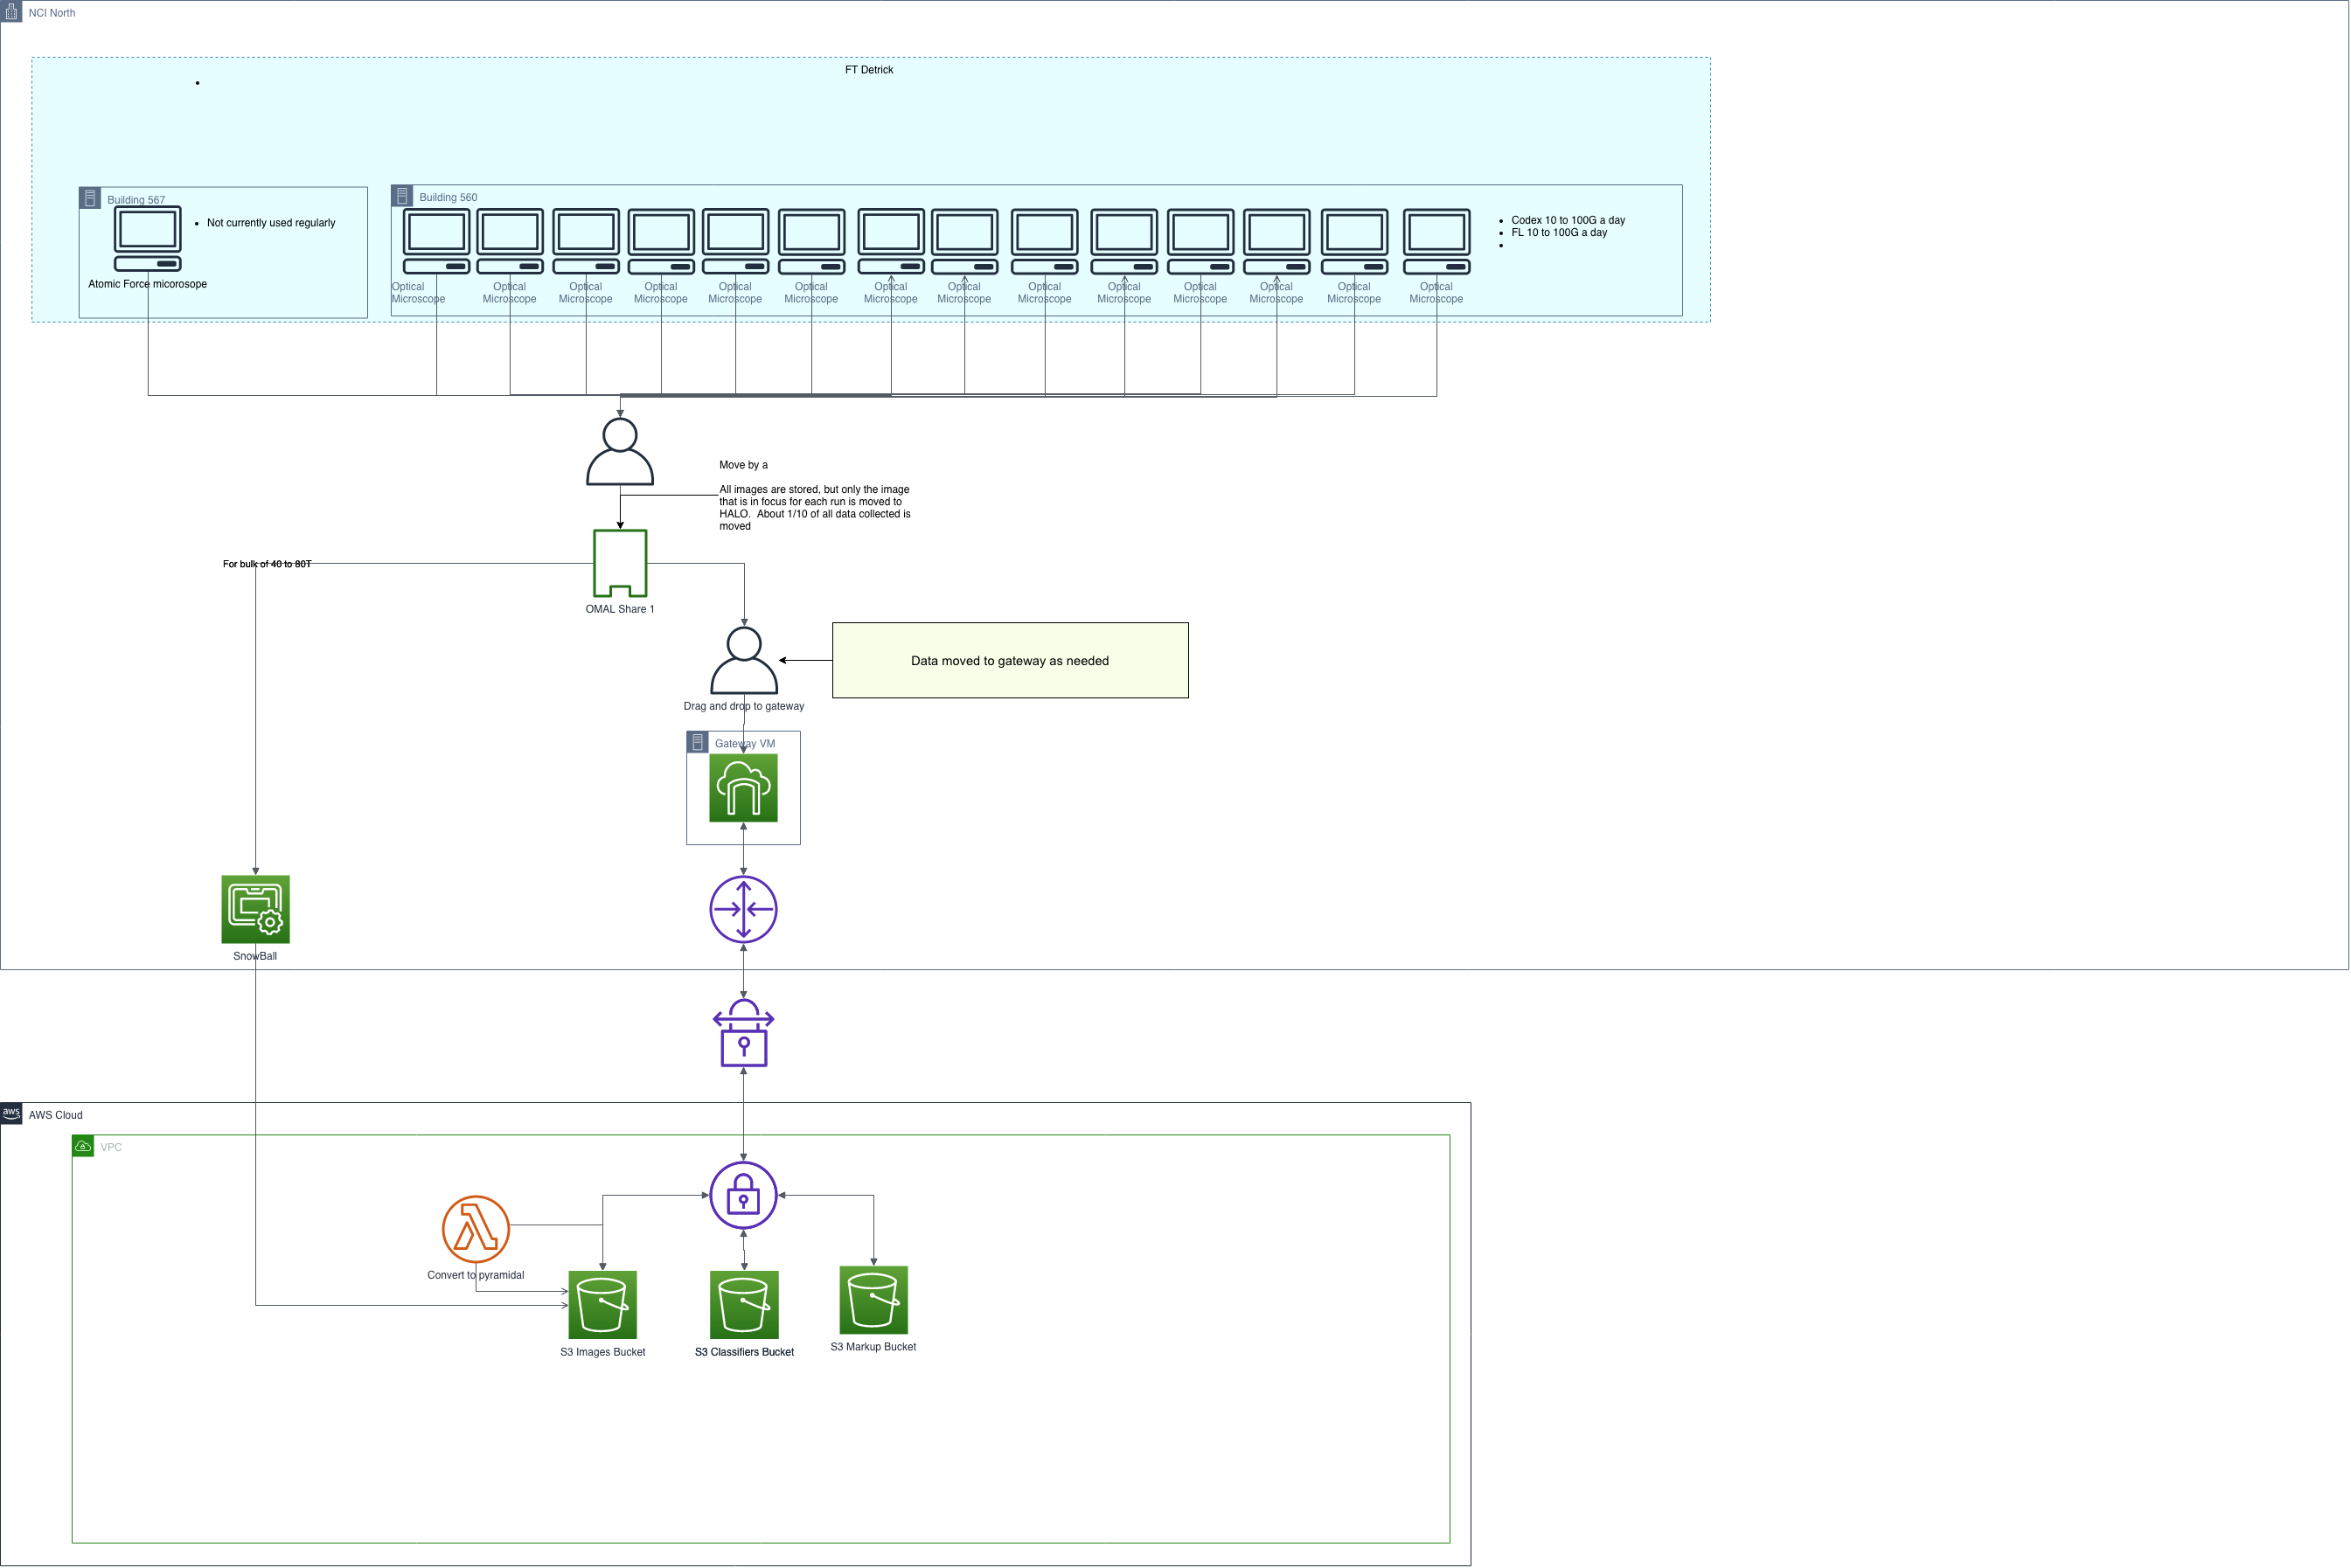 NCI North
FT Detrick
Building 567
Not currently used regularly
Atomic Force micorosope
Building 560
Codex 10 to 100G a day
FL 10 to 100G a day
Optical
Microscope
Optical
Microscope
Optical
Microscope
Optical
Microscope
Optical
Microscope
Optical
Microscope
Optical
Microscope
Optical
Microscope
Optical
Microscope
Optical
Microscope
Optical
Microscope
Optical
Microscope
Optical
Microscope
Optical
Microscope
Move by a
All images are stored, but only the image
that is in focus for each run is moved to
HALO.  About 1/10 of all data collected is
moved
For bulk of 40 to 80T
OMAL Share 1
Data moved to gateway as needed
Drag and drop to gateway
Gateway VM
SnowBall
aws
AWS Cloud
VPC
Convert to pyramidal
S3 Images Bucket
S3 Classifiers Bucket
S3 Markup Bucket